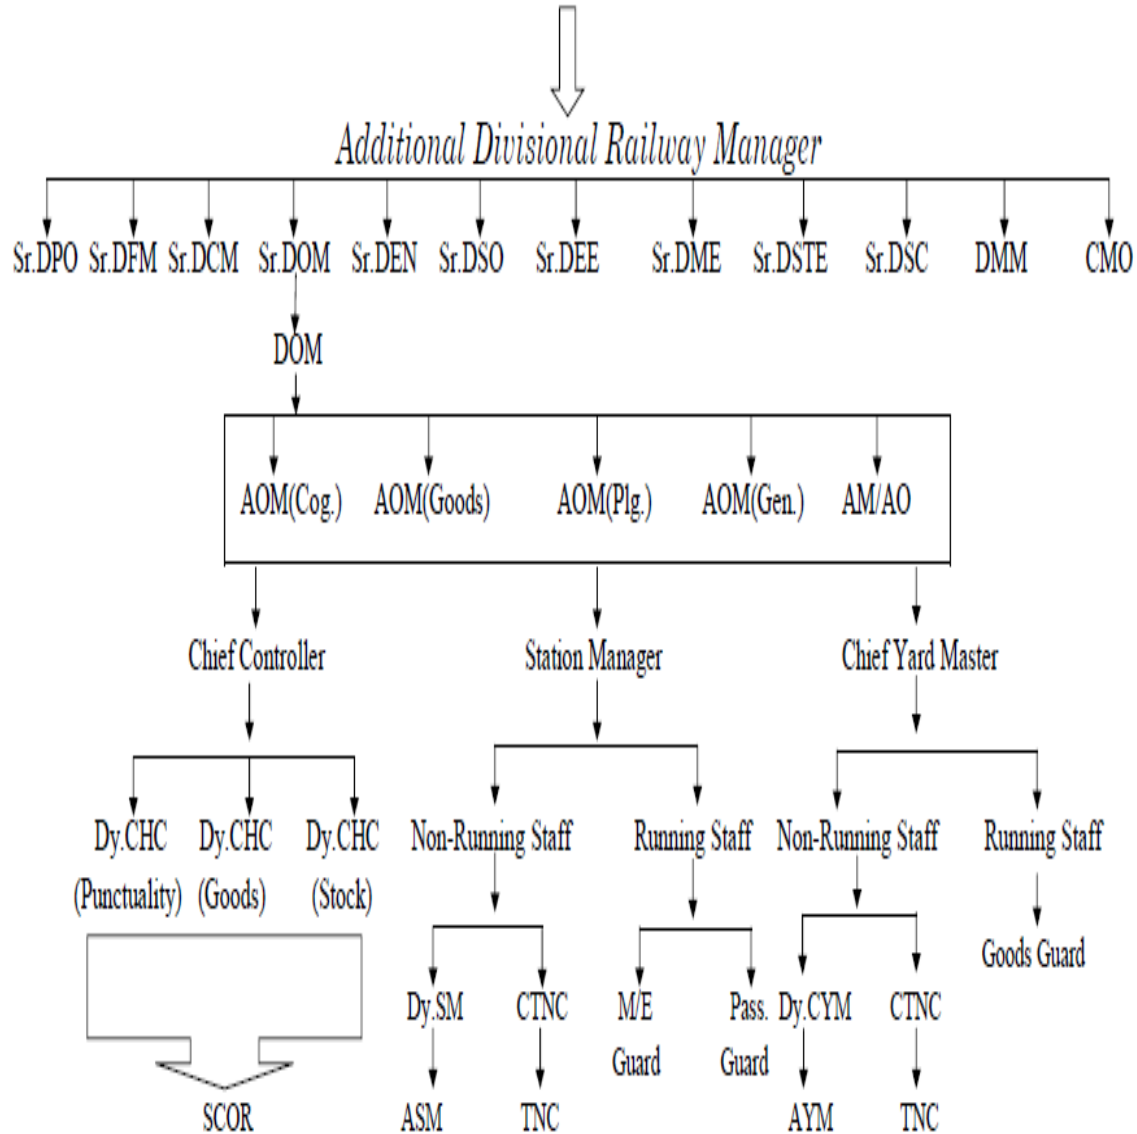 Additional Divisional Railway Manager
Sr.DPO Sr.DFM Sr.DCM Sr.DOM Sr.DEN Sr.DSO Sr.DEE Sr.DME Sr.DSTE Sr.DSC DMM CMO
DOM
AOM(Cog.) AOM(Goods) AOM(Plg.) AOM(Gen.) AM/AO
Chief Controller Station Manager Chief Yard Master
Dy.CHC Dy.CHC Dy.CHC Non-Running Staff Running Staff Non-Running Staff Running Staff
(Punctuality) (Goods) (Stock)
Goods Guard
Dy.SM CTNC M/E Pass. Dy.CYM CTNC
Guard Guard
SCOR ASM TNC AYM TNC